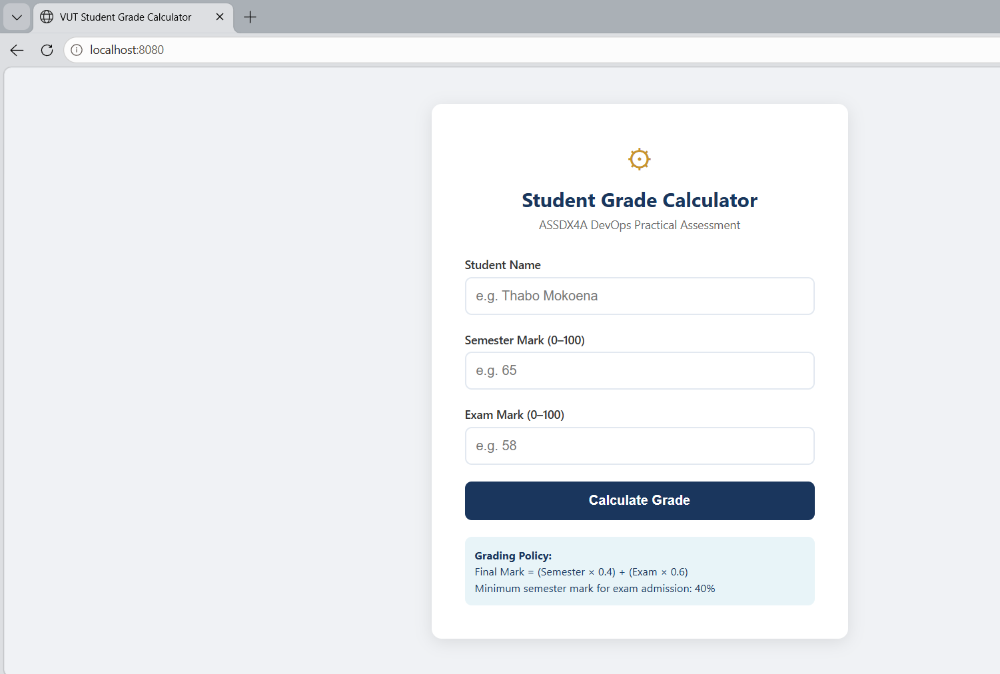 VUT Student Grade Calculator
localhost:8080
Student Grade Calculator
ASSDX4A DevOps Practical Assessment
Student Name
e.g. Thabo Mokoena
Semester Mark (0–100)
e.g. 65
Exam Mark (0–100)
e.g. 58
Calculate Grade
Grading Policy:
Final Mark = (Semester × 0.4) + (Exam × 0.6)
Minimum semester mark for exam admission: 40%